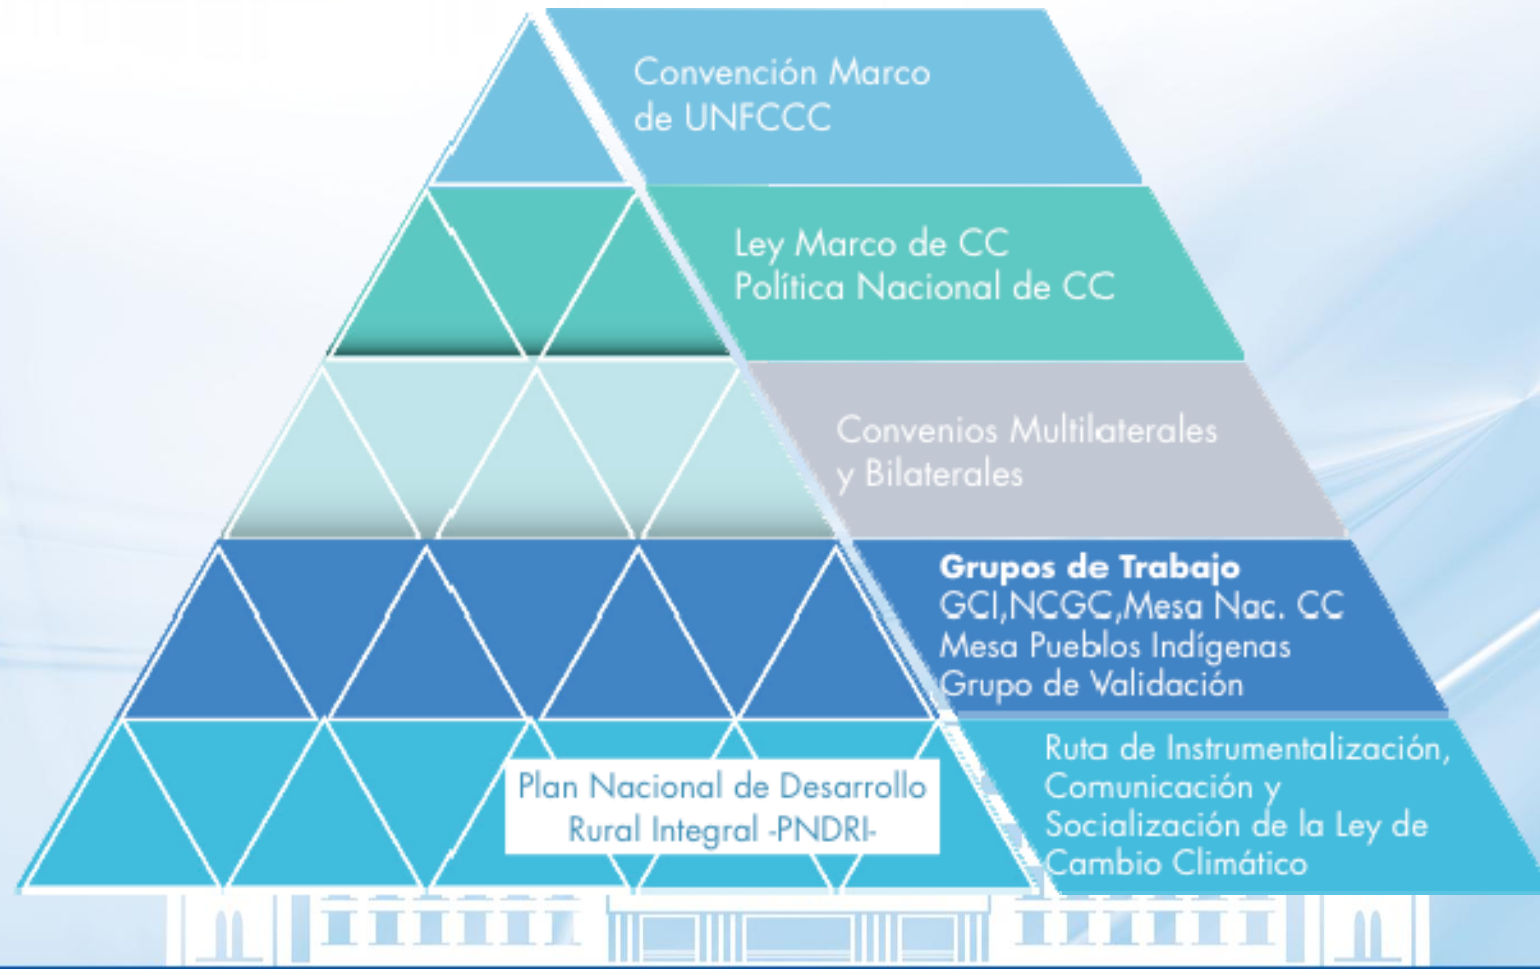 Convención Marco
de UNFCCC
Ley Marco de CC
Política Nacional de CC
Convenios Multilaterales
y Bilaterales
Grupos de Trabajo
GCI,NCGC,Mesa Nac. CC
Mesa Pueblos Indígenas
Grupo de Validación
Plan Nacional de Desarrollo
Rural Integral -PNDRI-
Ruta de Instrumentalización,
Comunicación y
Socialización de la Ley de
Cambio Climático